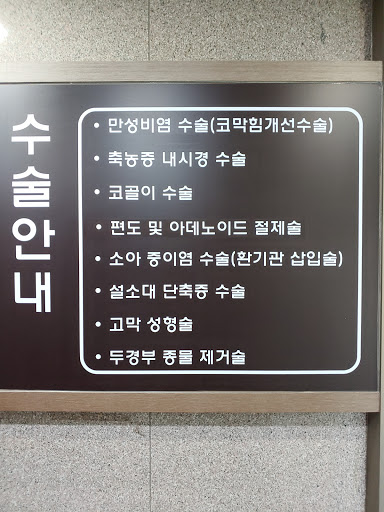 수술안내
• 만성비염 수술(코막힘개선수술)
• 축농증 내시경 수술
• 코골이 수술
• 편도 및 아데노이드 절제술
• 소아 중이염 수술(환기관 삽입술)
• 설소대 단축증 수술
• 고막 성형술
• 두경부 종물 제거술